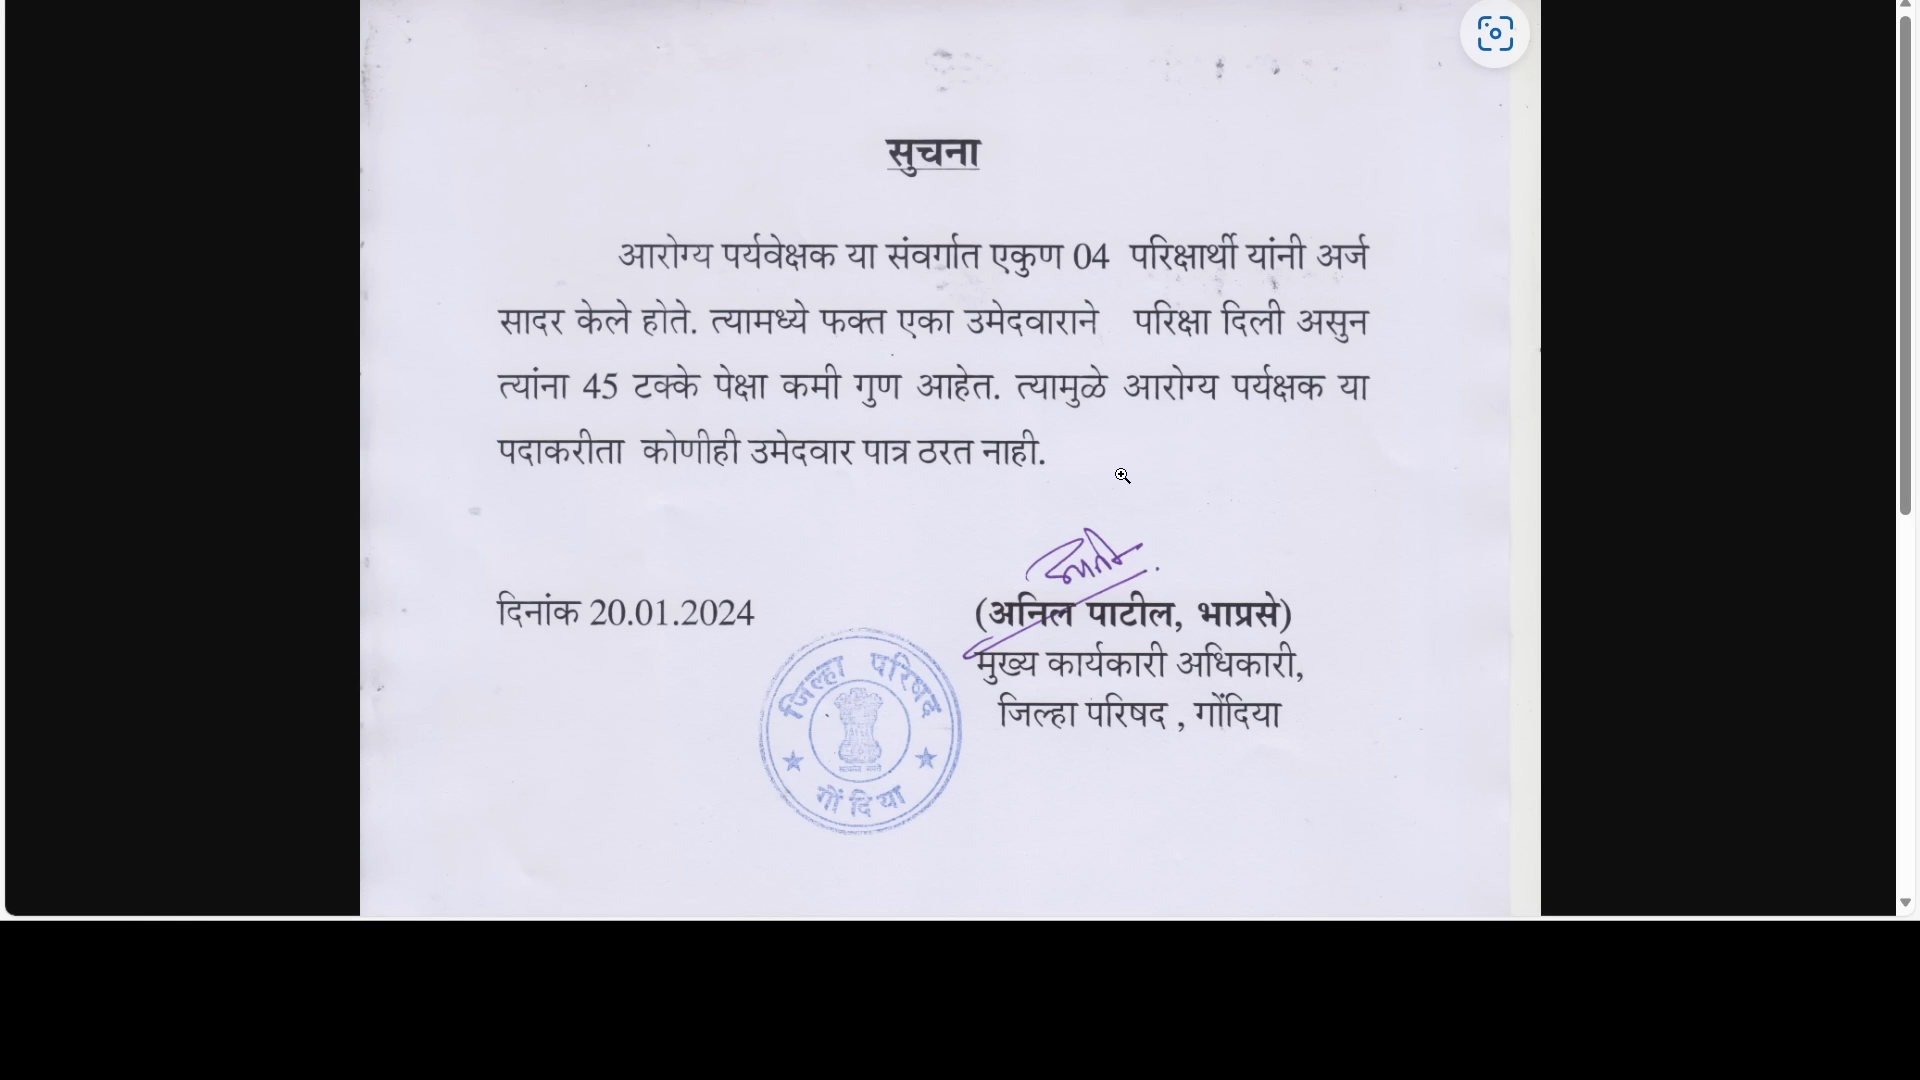 सुचना
आरोग्य पर्यवेक्षक या संवर्गात एकुण 04 परिक्षार्थी यांनी अर्ज
सादर केले होते. त्यामध्ये फक्त एका उमेदवाराने परिक्षा दिली असुन
त्यांना 45 टक्के पेक्षा कमी गुण आहेत. त्यामुळे आरोग्य पर्यक्षक या
पदाकरीता कोणीही उमेदवार पात्र ठरत नाही.
दिनांक 20.01.2024
(अनिल पाटील, भाप्रसे)
मुख्य कार्यकारी अधिकारी,
जिल्हा परिषद , गोंदिया
जिल्हा परिषद
गोंदिया